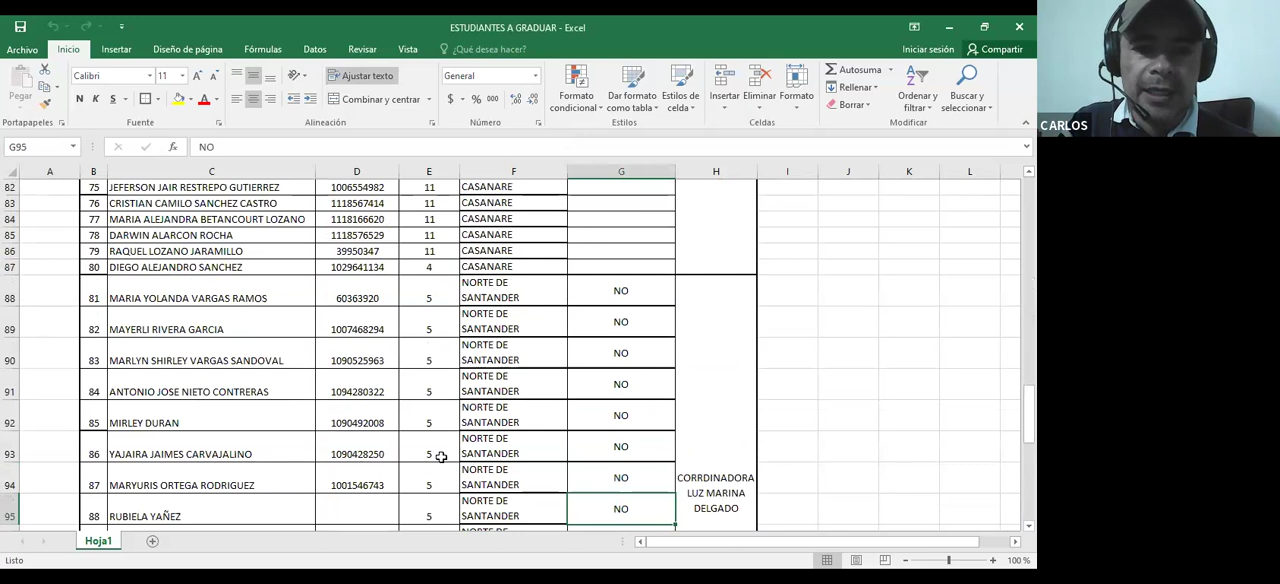 ESTUDIANTES A GRADUAR - Excel
Archivo Inicio Insertar Diseño de página Fórmulas Datos Revisar Vista ¿Qué desea hacer? Iniciar sesión Compartir
Pegar
Calibri 11
N K S
Ajustar texto
Combinar y centrar
General
$ % 000
Formato condicional
Dar formato como tabla
Estilos de celda
Insertar Eliminar Formato
Autosuma
Rellenar
Borrar
Ordenar y filtrar
Buscar y seleccionar
Portapapeles Fuente Alineación Número Estilos Celdas Modificar
G95 fx NO
A B C D E F G H I J K L
82 75 JEFERSON JAIR RESTREPO GUTIERREZ 1006554982 11 CASANARE
83 76 CRISTIAN CAMILO SANCHEZ CASTRO 1118567414 11 CASANARE
84 77 MARIA ALEJANDRA BETANCOURT LOZANO 1118166620 11 CASANARE
85 78 DARWIN ALARCON ROCHA 1118576529 11 CASANARE
86 79 RAQUEL LOZANO JARAMILLO 39950347 11 CASANARE
87 80 DIEGO ALEJANDRO SANCHEZ 1029641134 4 CASANARE
88 81 MARIA YOLANDA VARGAS RAMOS 60363920 5 NORTE DE SANTANDER NO
89 82 MAYERLI RIVERA GARCIA 1007468294 5 NORTE DE SANTANDER NO
90 83 MARLYN SHIRLEY VARGAS SANDOVAL 1090525963 5 NORTE DE SANTANDER NO
91 84 ANTONIO JOSE NIETO CONTRERAS 1094280322 5 NORTE DE SANTANDER NO
92 85 MIRLEY DURAN 1090492008 5 NORTE DE SANTANDER NO
93 86 YAJAIRA JAIMES CARVAJALINO 1090428250 5 NORTE DE SANTANDER NO
94 87 MARYURIS ORTEGA RODRIGUEZ 1001546743 5 NORTE DE SANTANDER NO
95 88 RUBIELA YAÑEZ 5 NORTE DE SANTANDER NO
CORRDINADORA
LUZ MARINA
DELGADO
Hoja1
Listo
100 %
CARLOS